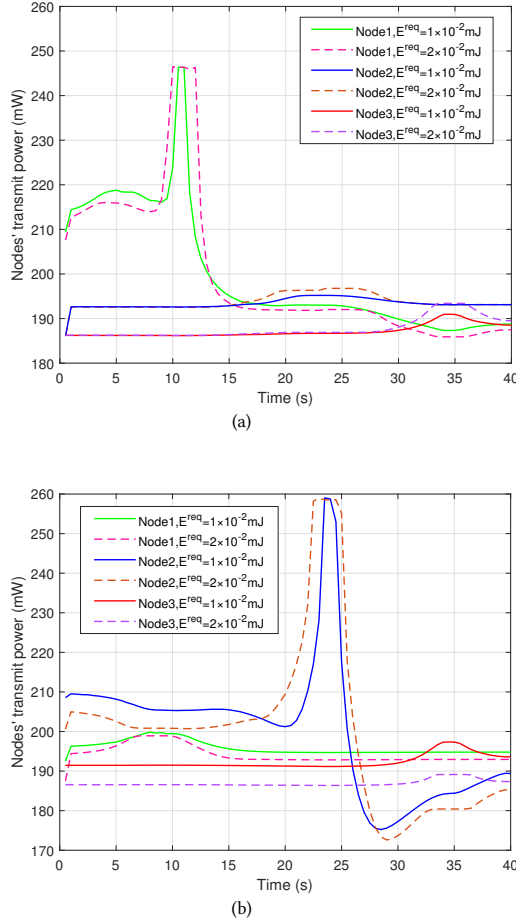 260
250
240
230
220
210
200
190
180
Nodes' transmit power (mW)
Node1,E^req=1×10^-2mJ
Node1,E^req=2×10^-2mJ
Node2,E^req=1×10^-2mJ
Node2,E^req=2×10^-2mJ
Node3,E^req=1×10^-2mJ
Node3,E^req=2×10^-2mJ
0 5 10 15 20 25 30 35 40
Time (s)
(a)
260
250
240
230
220
210
200
190
180
170
Nodes' transmit power (mW)
Node1,E^req=1×10^-2mJ
Node1,E^req=2×10^-2mJ
Node2,E^req=1×10^-2mJ
Node2,E^req=2×10^-2mJ
Node3,E^req=1×10^-2mJ
Node3,E^req=2×10^-2mJ
0 5 10 15 20 25 30 35 40
Time (s)
(b)